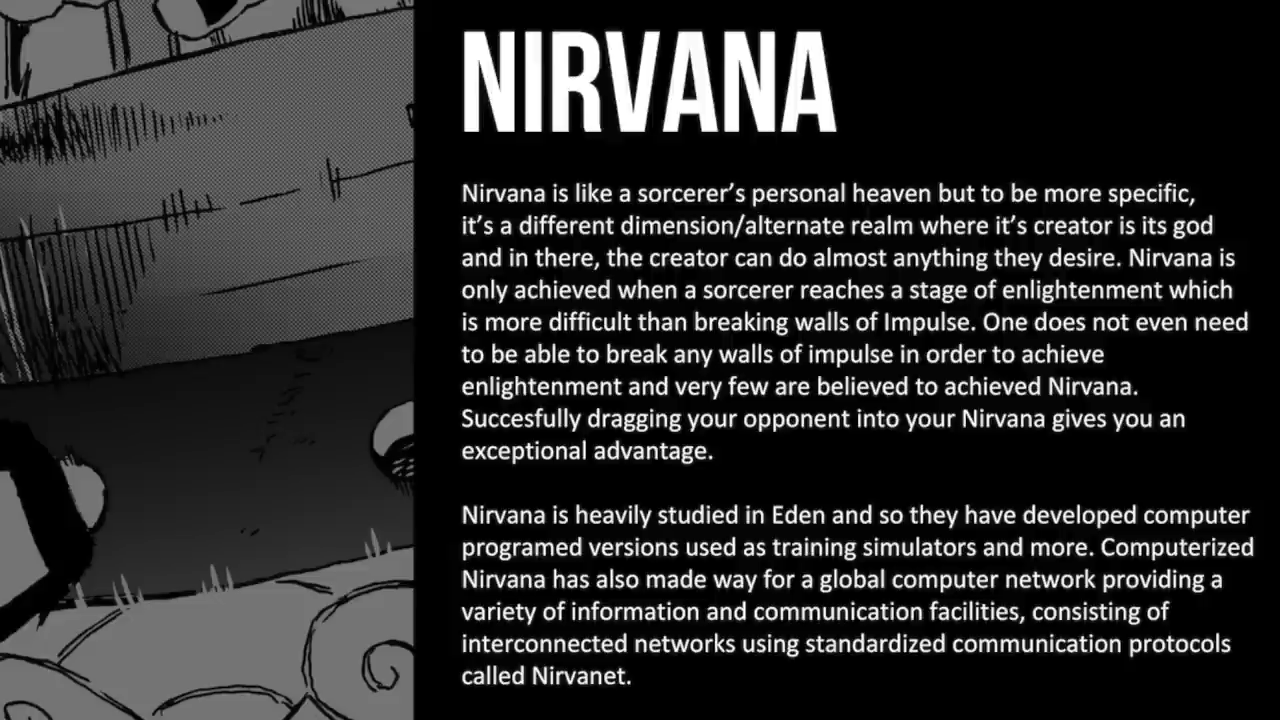 NIRVANA
Nirvana is like a sorcerer’s personal heaven but to be more specific,
it’s a different dimension/alternate realm where it’s creator is its god
and in there, the creator can do almost anything they desire. Nirvana is
only achieved when a sorcerer reaches a stage of enlightenment which
is more difficult than breaking walls of Impulse. One does not even need
to be able to break any walls of impulse in order to achieve
enlightenment and very few are believed to achieved Nirvana.
Succesfully dragging your opponent into your Nirvana gives you an
exceptional advantage.
Nirvana is heavily studied in Eden and so they have developed computer
programed versions used as training simulators and more. Computerized
Nirvana has also made way for a global computer network providing a
variety of information and communication facilities, consisting of
interconnected networks using standardized communication protocols
called Nirvanet.